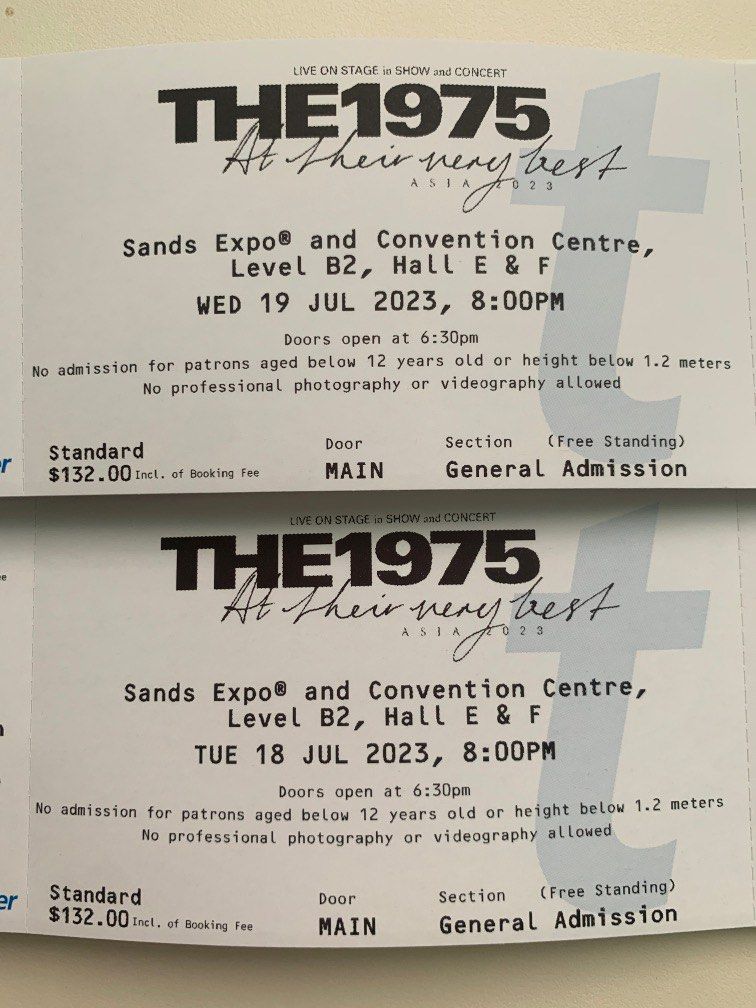 LIVE ON STAGE in SHOW and CONCERT
THE1975
At their very best
ASIA 2023
Sands Expo® and Convention Centre,
Level B2, Hall E & F
WED 19 JUL 2023, 8:00PM
Doors open at 6:30pm
No admission for patrons aged below 12 years old or height below 1.2 meters
No professional photography or videography allowed
Standard Door Section (Free Standing)
$132.00 Incl. of Booking Fee MAIN General Admission
LIVE ON STAGE in SHOW and CONCERT
THE1975
At their very best
ASIA 2023
Sands Expo® and Convention Centre,
Level B2, Hall E & F
TUE 18 JUL 2023, 8:00PM
Doors open at 6:30pm
No admission for patrons aged below 12 years old or height below 1.2 meters
No professional photography or videography allowed
Standard Door Section (Free Standing)
$132.00 Incl. of Booking Fee MAIN General Admission